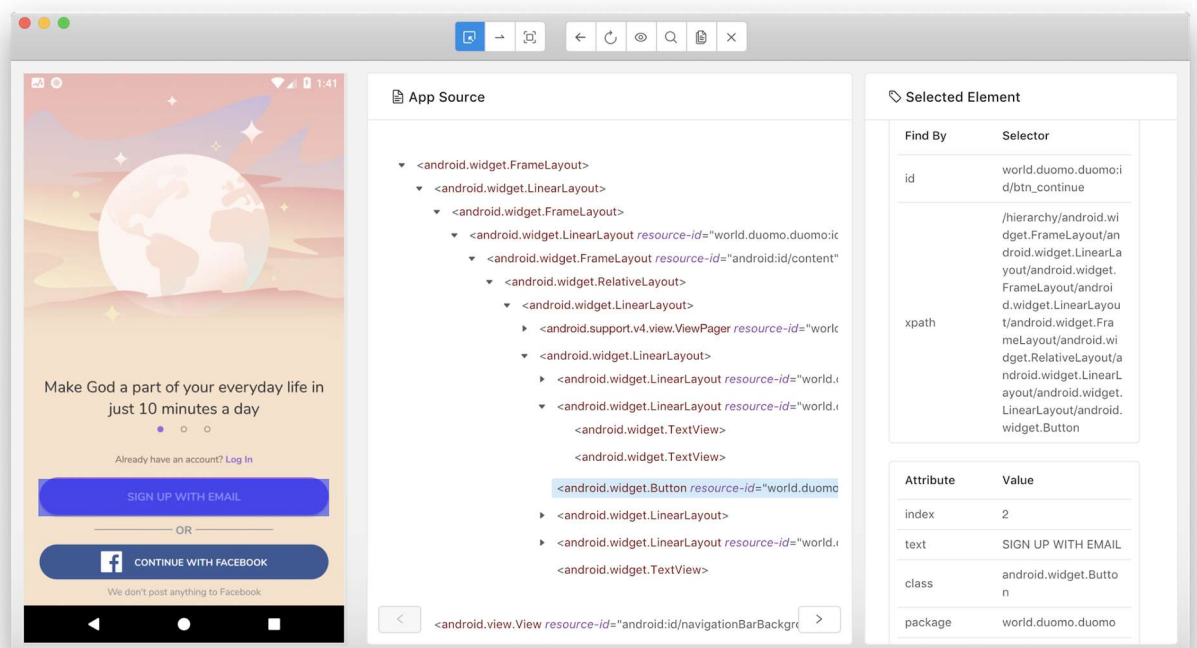 1:41
Make God a part of your everyday life in
just 10 minutes a day
Already have an account? Log In
SIGN UP WITH EMAIL
OR
CONTINUE WITH FACEBOOK
We don't post anything to Facebook
App Source
<android.widget.FrameLayout>
<android.widget.LinearLayout>
<android.widget.FrameLayout>
<android.widget.LinearLayout resource-id="world.duomo.duomo:id
<android.widget.FrameLayout resource-id="android:id/content"
<android.widget.RelativeLayout>
<android.widget.LinearLayout>
<android.support.v4.view.ViewPager resource-id="world
<android.widget.LinearLayout>
<android.widget.LinearLayout resource-id="world.
<android.widget.LinearLayout resource-id="world.
<android.widget.TextView>
<android.widget.TextView>
<android.widget.Button resource-id="world.duomo
<android.widget.LinearLayout>
<android.widget.LinearLayout resource-id="world.
<android.widget.TextView>
<android.view.View resource-id="android:id/navigationBarBackgro
Selected Element
Find By Selector
id world.duomo.duomo:i
d/btn_continue
xpath /hierarchy/android.wi
dget.FrameLayout/an
droid.widget.LinearLa
yout/android.widget.
FrameLayout/androi
d.widget.LinearLayou
t/android.widget.Fra
meLayout/android.wi
dget.RelativeLayout/a
ndroid.widget.LinearL
ayout/android.widget.
LinearLayout/android.
widget.Button
Attribute Value
index 2
text SIGN UP WITH EMAIL
class android.widget.Butto
n
package world.duomo.duomo